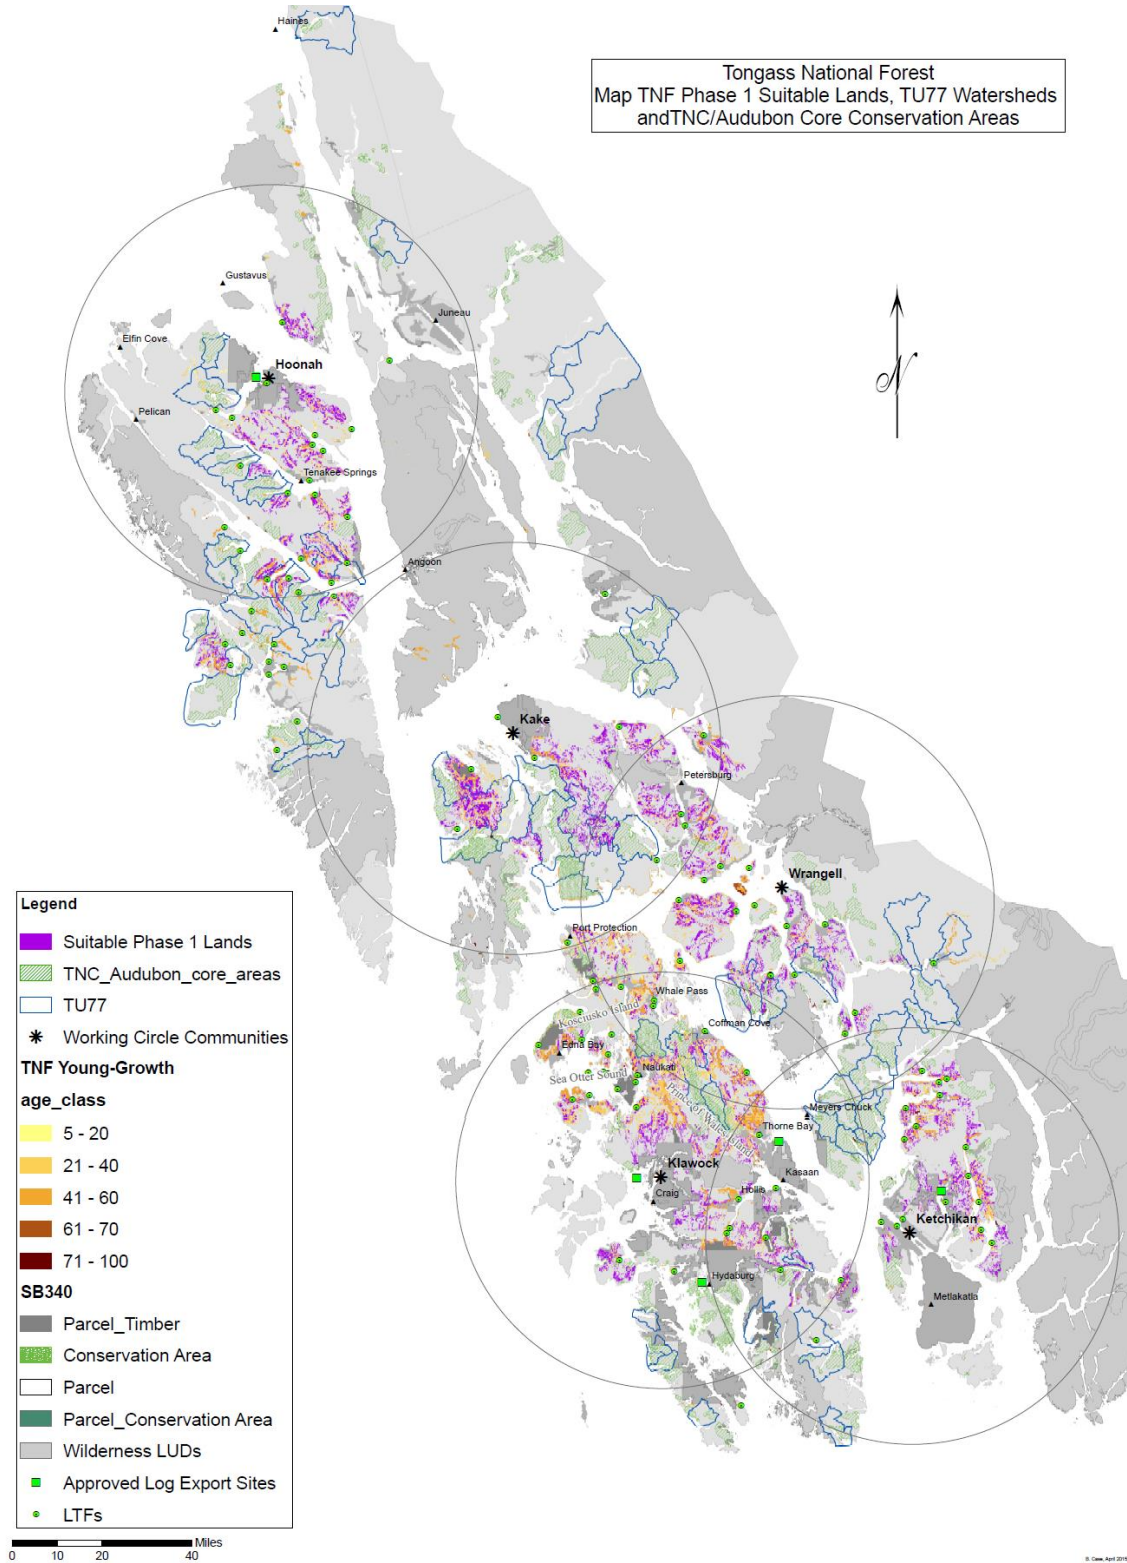 Haines
Tongass National Forest
Map TNF Phase 1 Suitable Lands, TU77 Watersheds
andTNC/Audubon Core Conservation Areas
Gustavus
Juneau
Elfin Cove
Hoonah
N
Pelican
Tenakee Springs
Angoon
Kake
Petersburg
Wrangell
Port Protection
Whale Pass
Kosciusko Island
Coffman Cove
Edna Bay
Sea Otter Sound
Naukati
Prince of Wales Island
Meyers Chuck
Thorne Bay
Klawock
Kasaan
Craig
Hollis
Ketchikan
Hydaburg
Metlakatla
Legend
Suitable Phase 1 Lands
TNC_Audubon_core_areas
TU77
Working Circle Communities
TNF Young-Growth
age_class
5 - 20
21 - 40
41 - 60
61 - 70
71 - 100
SB340
Parcel_Timber
Conservation Area
Parcel
Parcel_Conservation Area
Wilderness LUDs
Approved Log Export Sites
LTFs
Miles
0 10 20 40
B. Case, April 2015